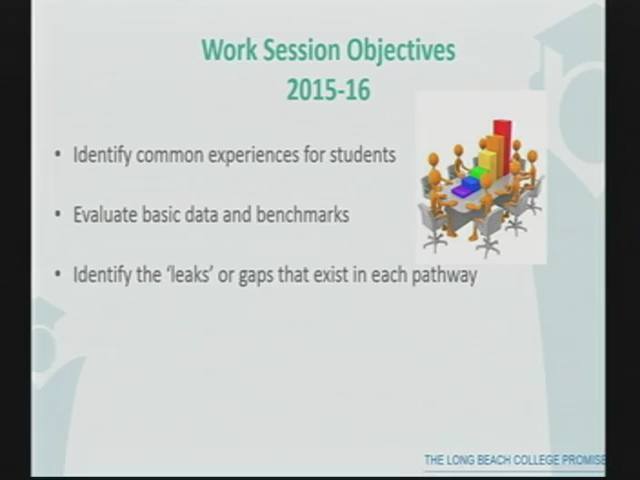 Work Session Objectives
2015-16
• Identify common experiences for students
• Evaluate basic data and benchmarks
• Identify the ‘leaks’ or gaps that exist in each pathway
THE LONG BEACH COLLEGE PROMISE